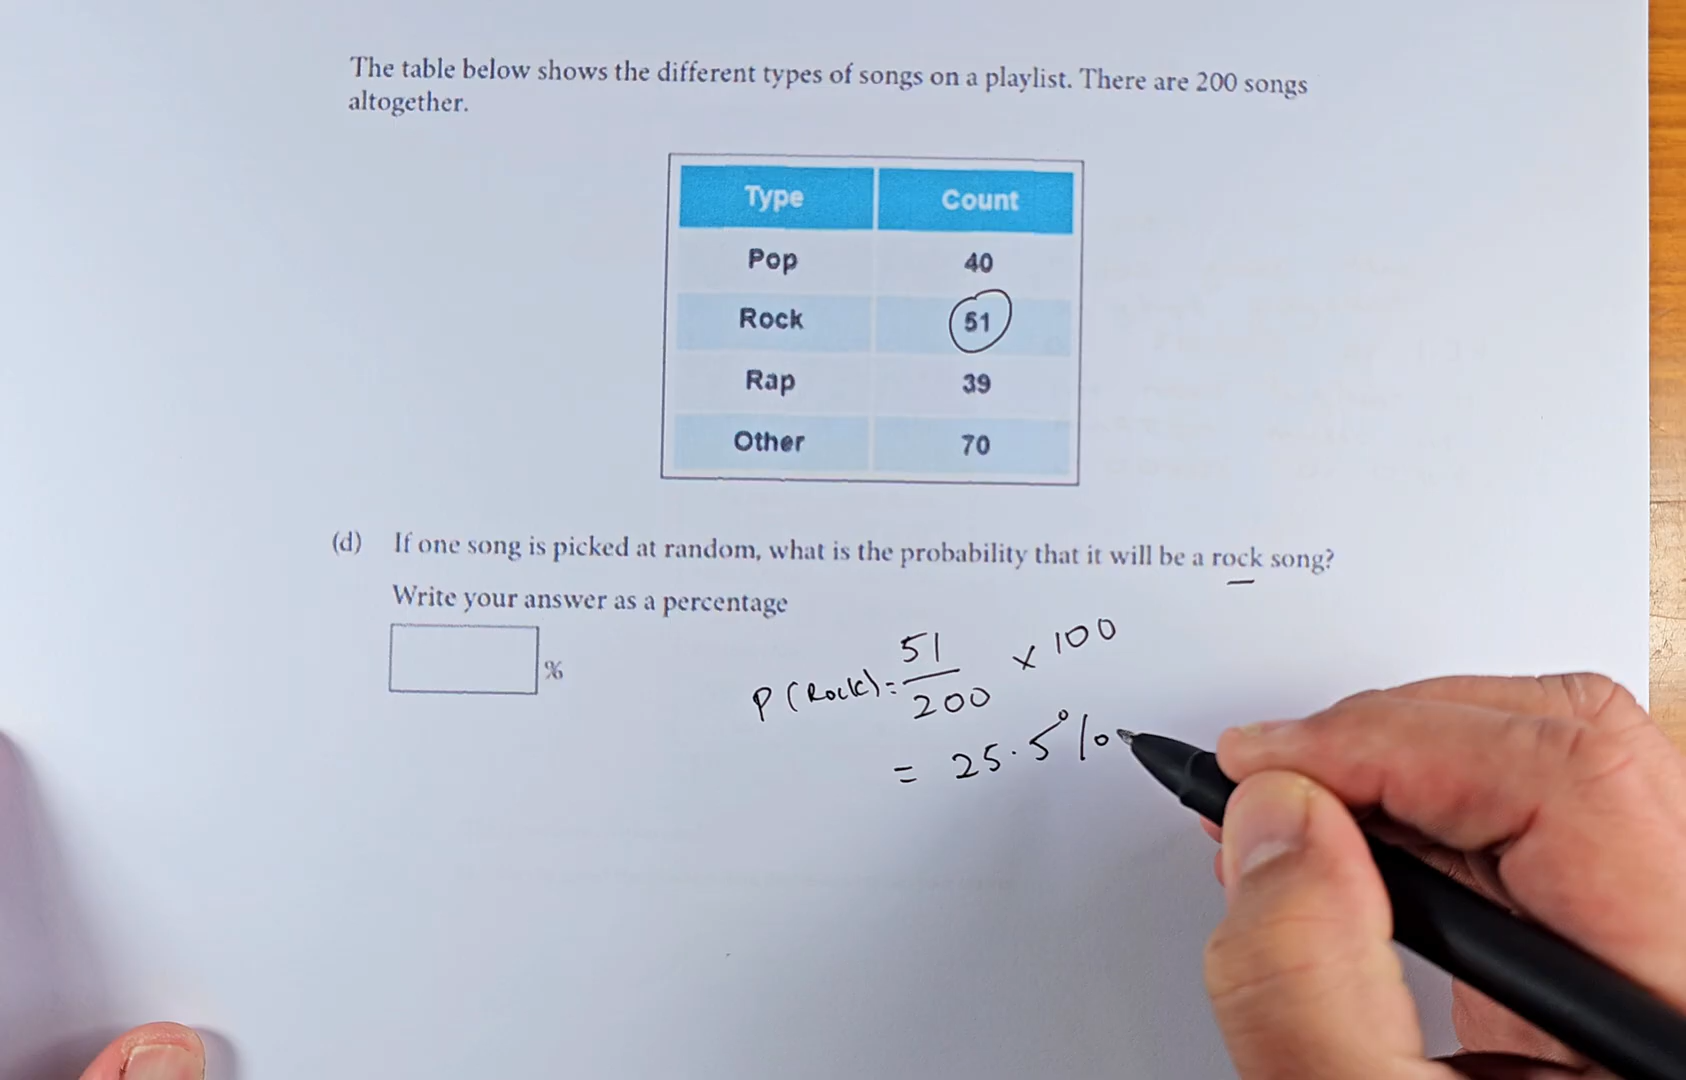 The table below shows the different types of songs on a playlist. There are 200 songs
altogether.
Type Count
Pop 40
Rock 51
Rap 39
Other 70
(d) If one song is picked at random, what is the probability that it will be a rock song?
Write your answer as a percentage
%
P (Rock) = 51/200 × 100
= 25.5%